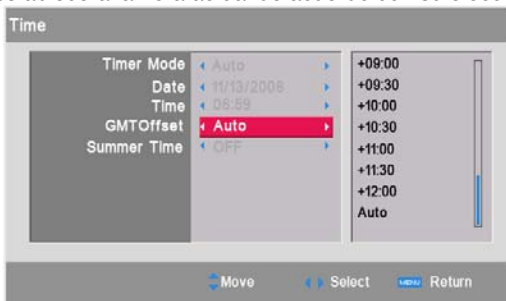 Time
Timer Mode Auto
Date 11/13/2008
Time 06:59
GMTOffset Auto
Summer Time OFF
+09:00
+09:30
+10:00
+10:30
+11:00
+11:30
+12:00
Auto
Move Select MENU Return